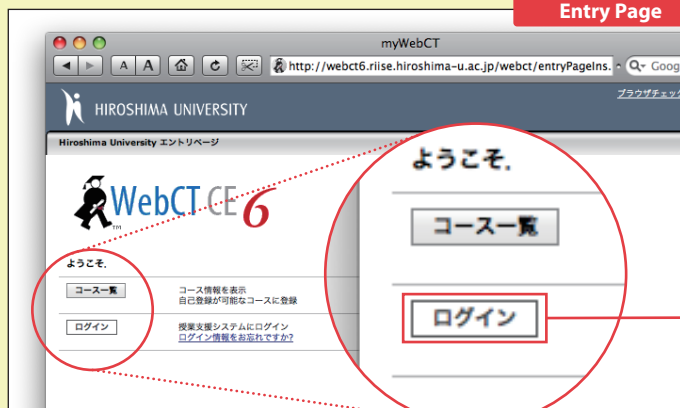 Entry Page
myWebCT
A A
http://webct6.riise.hiroshima-u.ac.jp/webct/entryPageIns.
Q Goog
ブラウザチェック
HIROSHIMA UNIVERSITY
Hiroshima University エントリページ
WebCT CE 6
TM
ようこそ.
コース一覧
コース情報を表示
自己登録が可能なコースに登録
ログイン
授業支援システムにログイン
ログイン情報をお忘れですか?
ようこそ.
コース一覧
ログイン